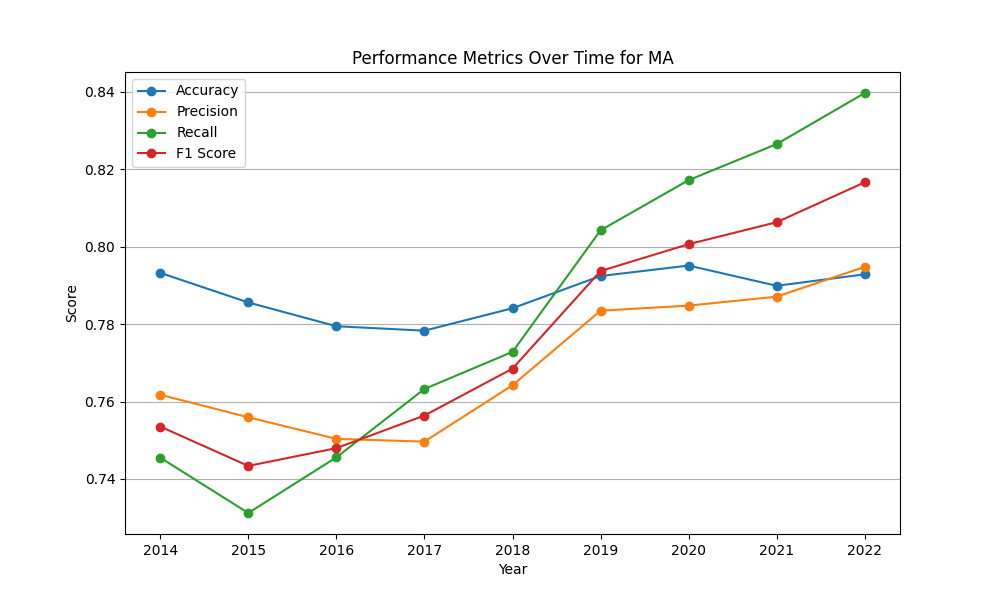 Performance Metrics Over Time for MA
Accuracy
Precision
Recall
F1 Score
0.84
0.82
0.80
0.78
0.76
0.74
Score
2014 2015 2016 2017 2018 2019 2020 2021 2022
Year